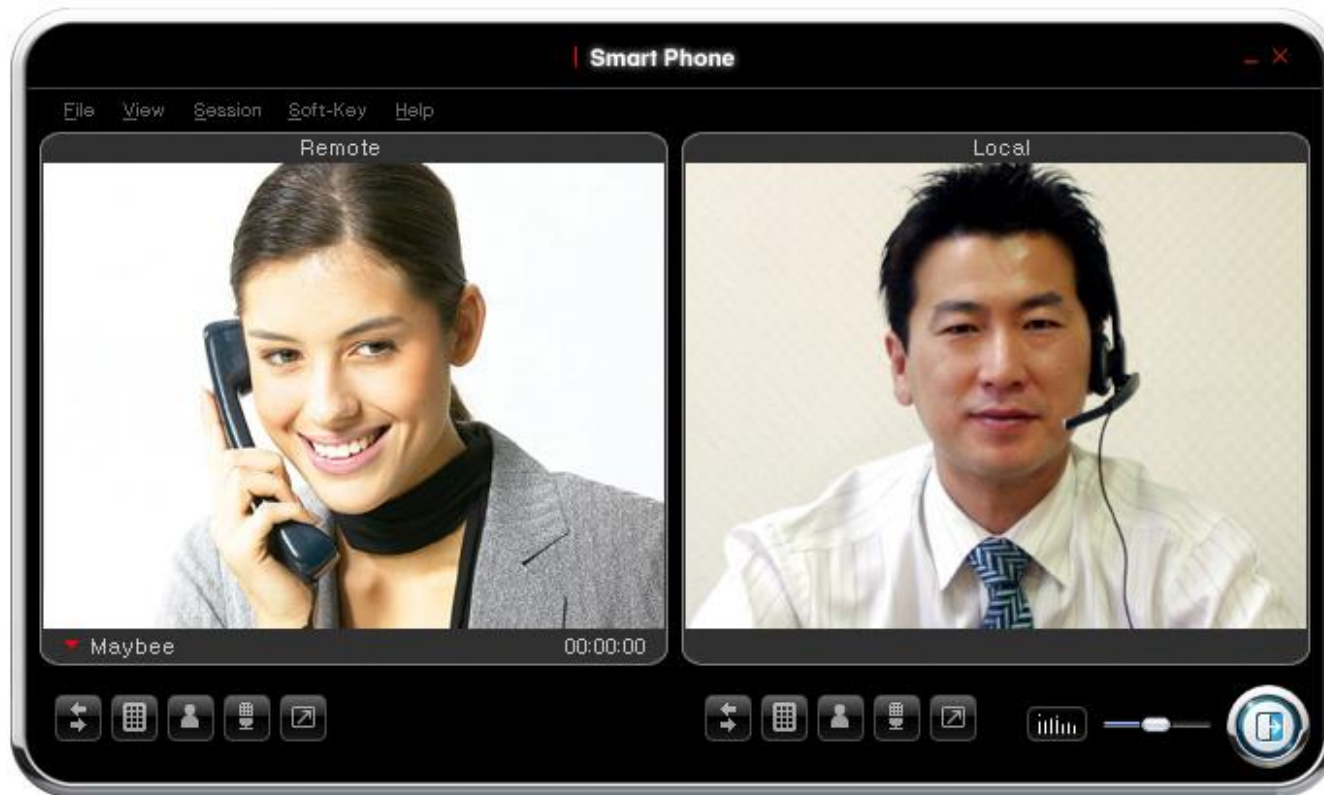 Smart Phone
File View Session Soft-Key Help
Remote
Local
Maybee 00:00:00